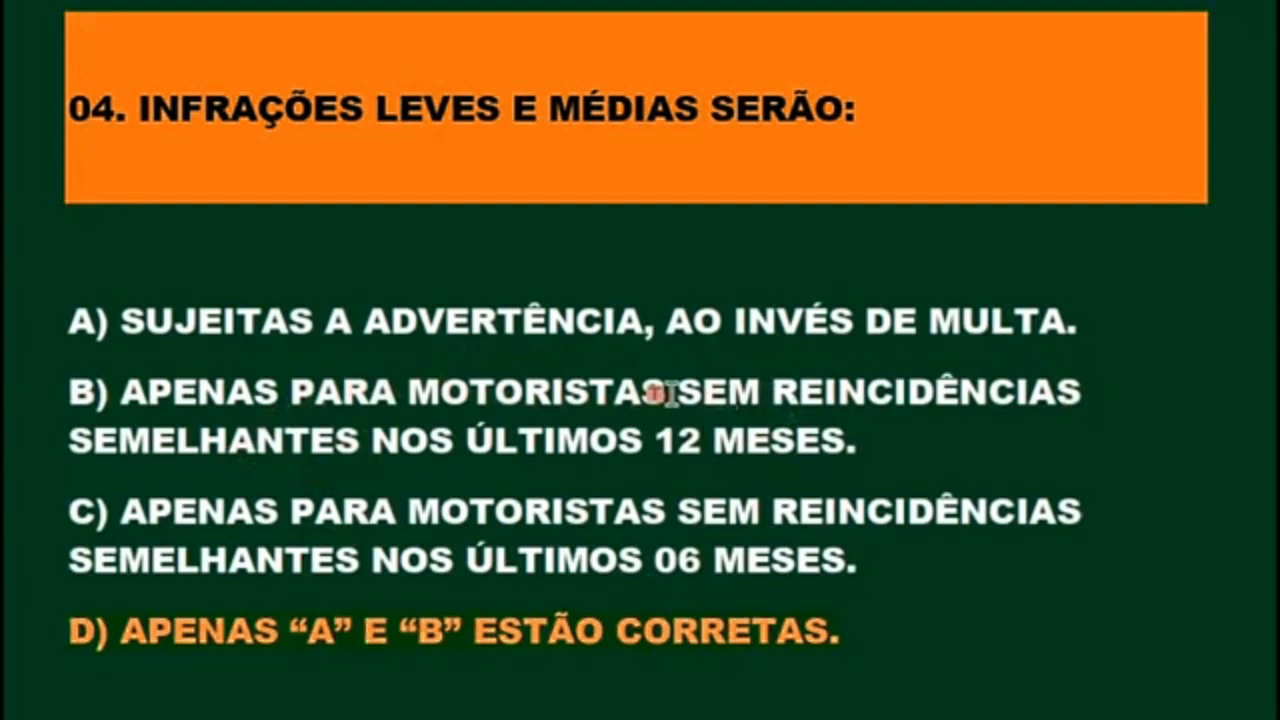 04. INFRAÇÕES LEVES E MÉDIAS SERÃO:
A) SUJEITAS A ADVERTÊNCIA, AO INVÉS DE MULTA.
B) APENAS PARA MOTORISTAS SEM REINCIDÊNCIAS
SEMELHANTES NOS ÚLTIMOS 12 MESES.
C) APENAS PARA MOTORISTAS SEM REINCIDÊNCIAS
SEMELHANTES NOS ÚLTIMOS 06 MESES.
D) APENAS “A” E “B” ESTÃO CORRETAS.